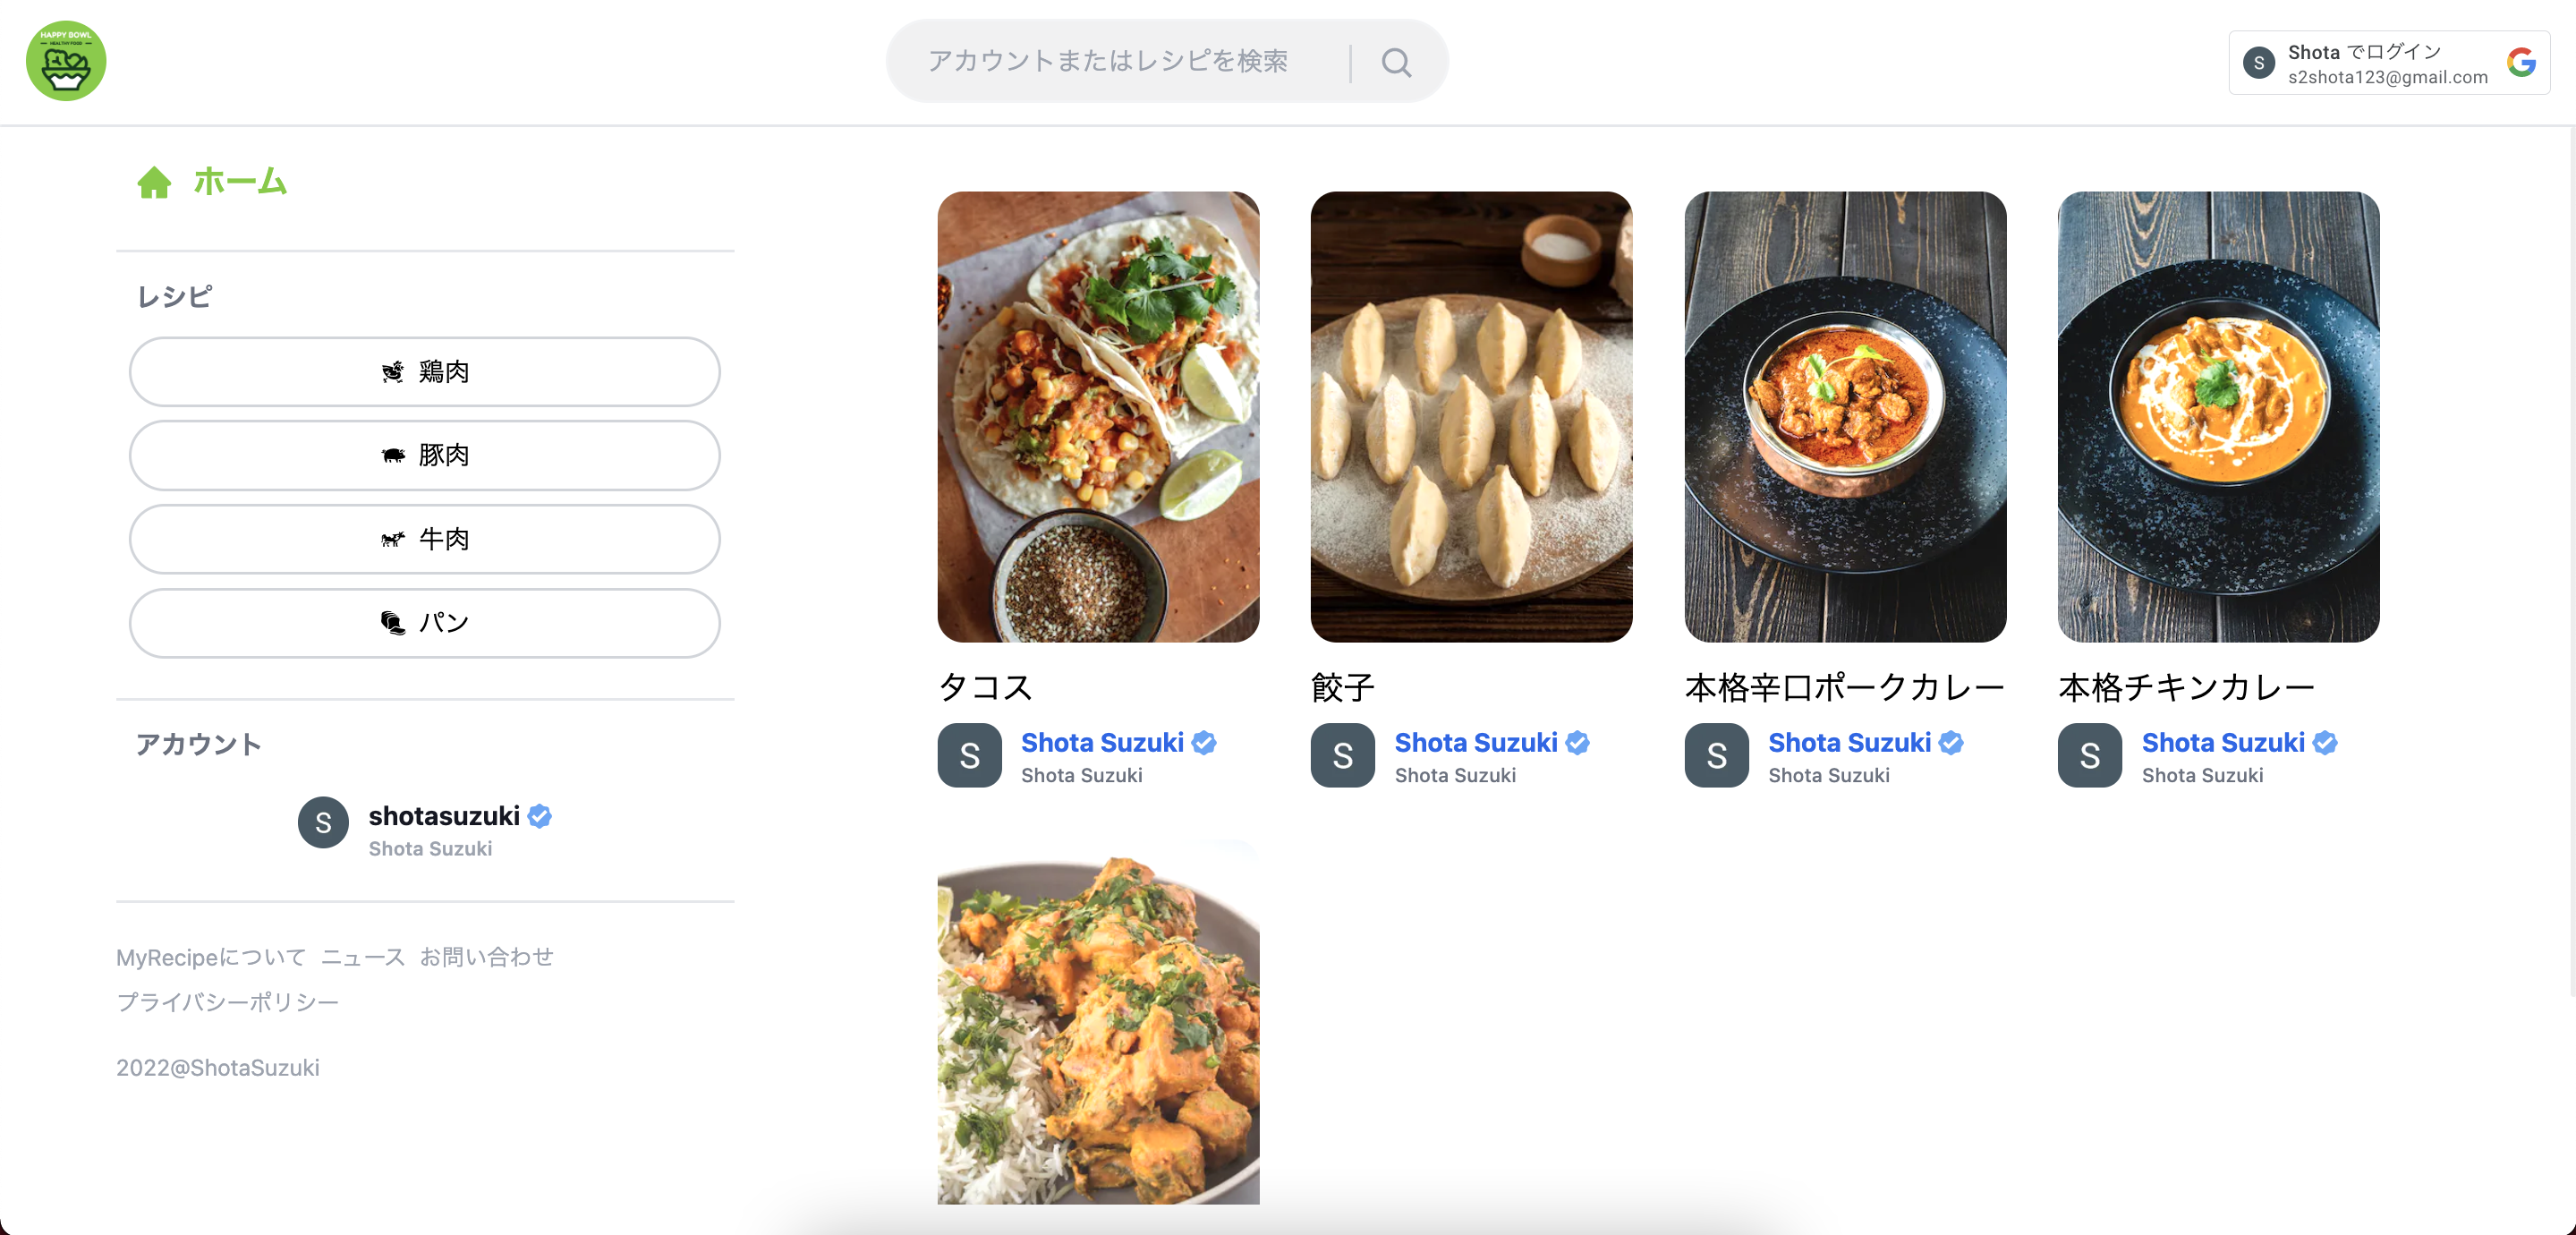 HAPPY BOWL
HEALTHY FOOD
アカウントまたはレシピを検索
S
Shota でログイン
s2shota123@gmail.com
ホーム
レシピ
鶏肉
豚肉
牛肉
パン
アカウント
S
shotasuzuki
Shota Suzuki
MyRecipeについて ニュース お問い合わせ
プライバシーポリシー
2022@ShotaSuzuki
タコス
S
Shota Suzuki
Shota Suzuki
餃子
S
Shota Suzuki
Shota Suzuki
本格辛口ポークカレー
S
Shota Suzuki
Shota Suzuki
本格チキンカレー
S
Shota Suzuki
Shota Suzuki